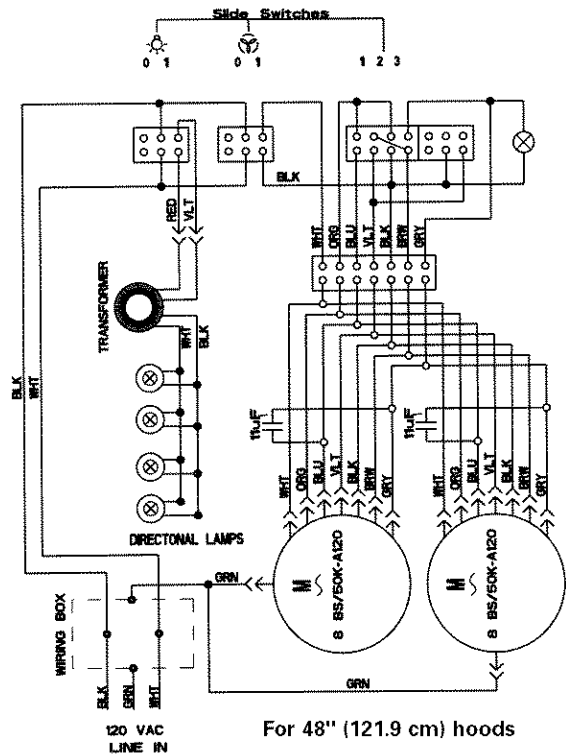 Slide Switches
0 1
0 1
1 2 3
BLK
RED
VLT
WHT
ORG
BLU
VLT
BLK
BRW
GRY
TRANSFORMER
WHT
BLK
BLK
WHT
11uF
11uF
WHT
ORG
BLU
VLT
BLK
BRW
GRY
WHT
ORG
BLU
VLT
BLK
BRW
GRY
DIRECTONAL LAMPS
GRN
M
8 BS/50K-A120
M
8 BS/50K-A120
WIRING BOX
GRN
BLK
GRN
WHT
120 VAC
LINE IN
For 48" (121.9 cm) hoods